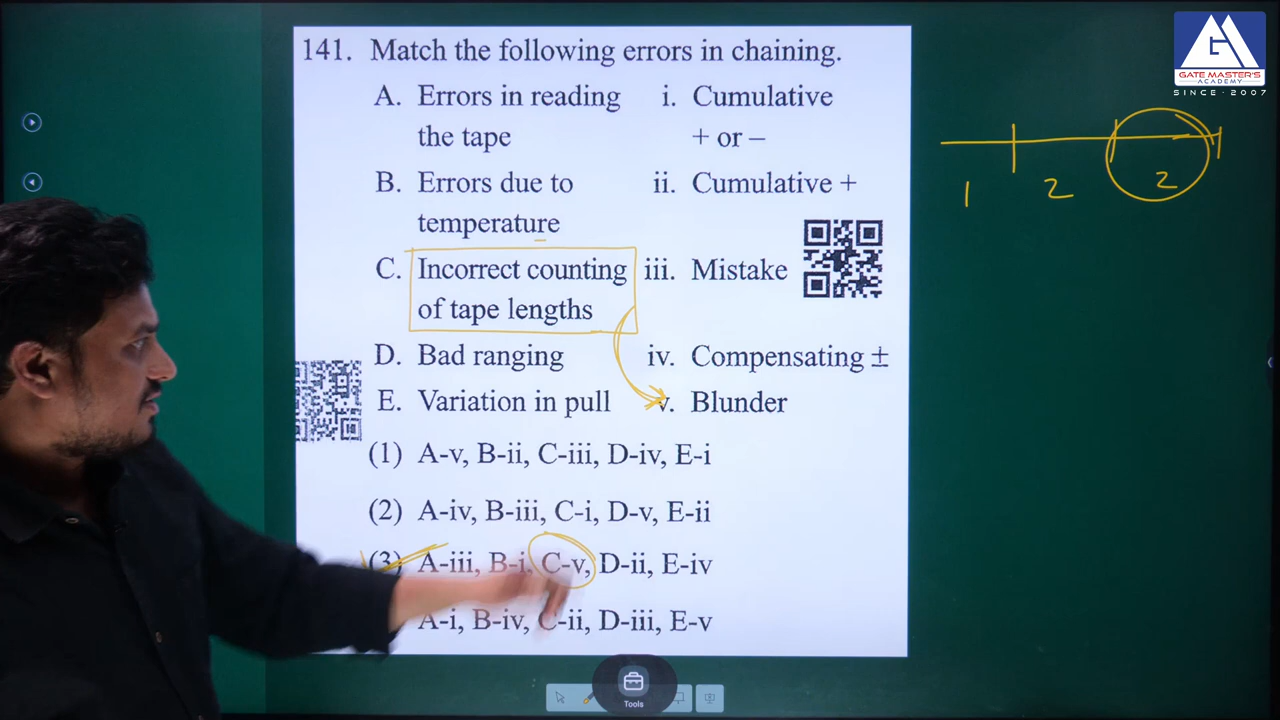 141. Match the following errors in chaining.
A. Errors in reading the tape i. Cumulative + or –
B. Errors due to temperature ii. Cumulative +
C. Incorrect counting of tape lengths iii. Mistake
D. Bad ranging iv. Compensating ±
E. Variation in pull v. Blunder
(1) A-v, B-ii, C-iii, D-iv, E-i
(2) A-iv, B-iii, C-i, D-v, E-ii
(3) A-iii, B-i, C-v, D-ii, E-iv
A-i, B-iv, C-ii, D-iii, E-v
1 2 2
GATE MASTER'S
ACADEMY
SINCE - 2007
Tools